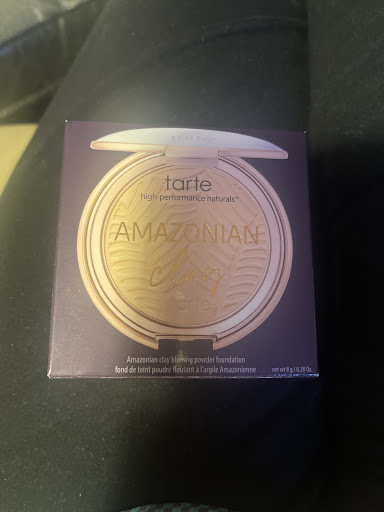 tarte
high-performance naturals™
AMAZONIAN
clay
tarte
Amazonian clay blurring powder foundation
fond de teint poudre floutant à l'argile Amazonienne
net wt 8 g / 0.28 Oz.